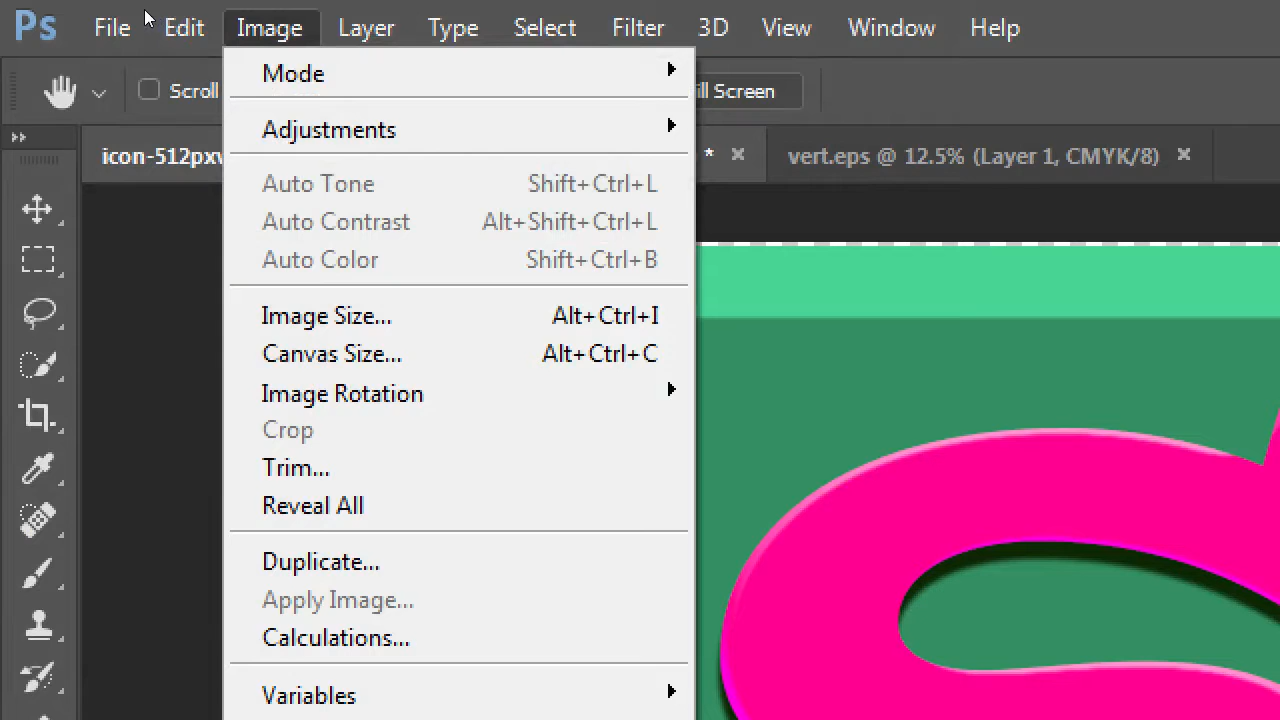 Ps File Edit Image Layer Type Select Filter 3D View Window Help
Scroll
ill Screen
icon-512pxv
* × vert.eps @ 12.5% (Layer 1, CMYK/8) ×
Mode
Adjustments
Auto Tone Shift+Ctrl+L
Auto Contrast Alt+Shift+Ctrl+L
Auto Color Shift+Ctrl+B
Image Size... Alt+Ctrl+I
Canvas Size... Alt+Ctrl+C
Image Rotation
Crop
Trim...
Reveal All
Duplicate...
Apply Image...
Calculations...
Variables